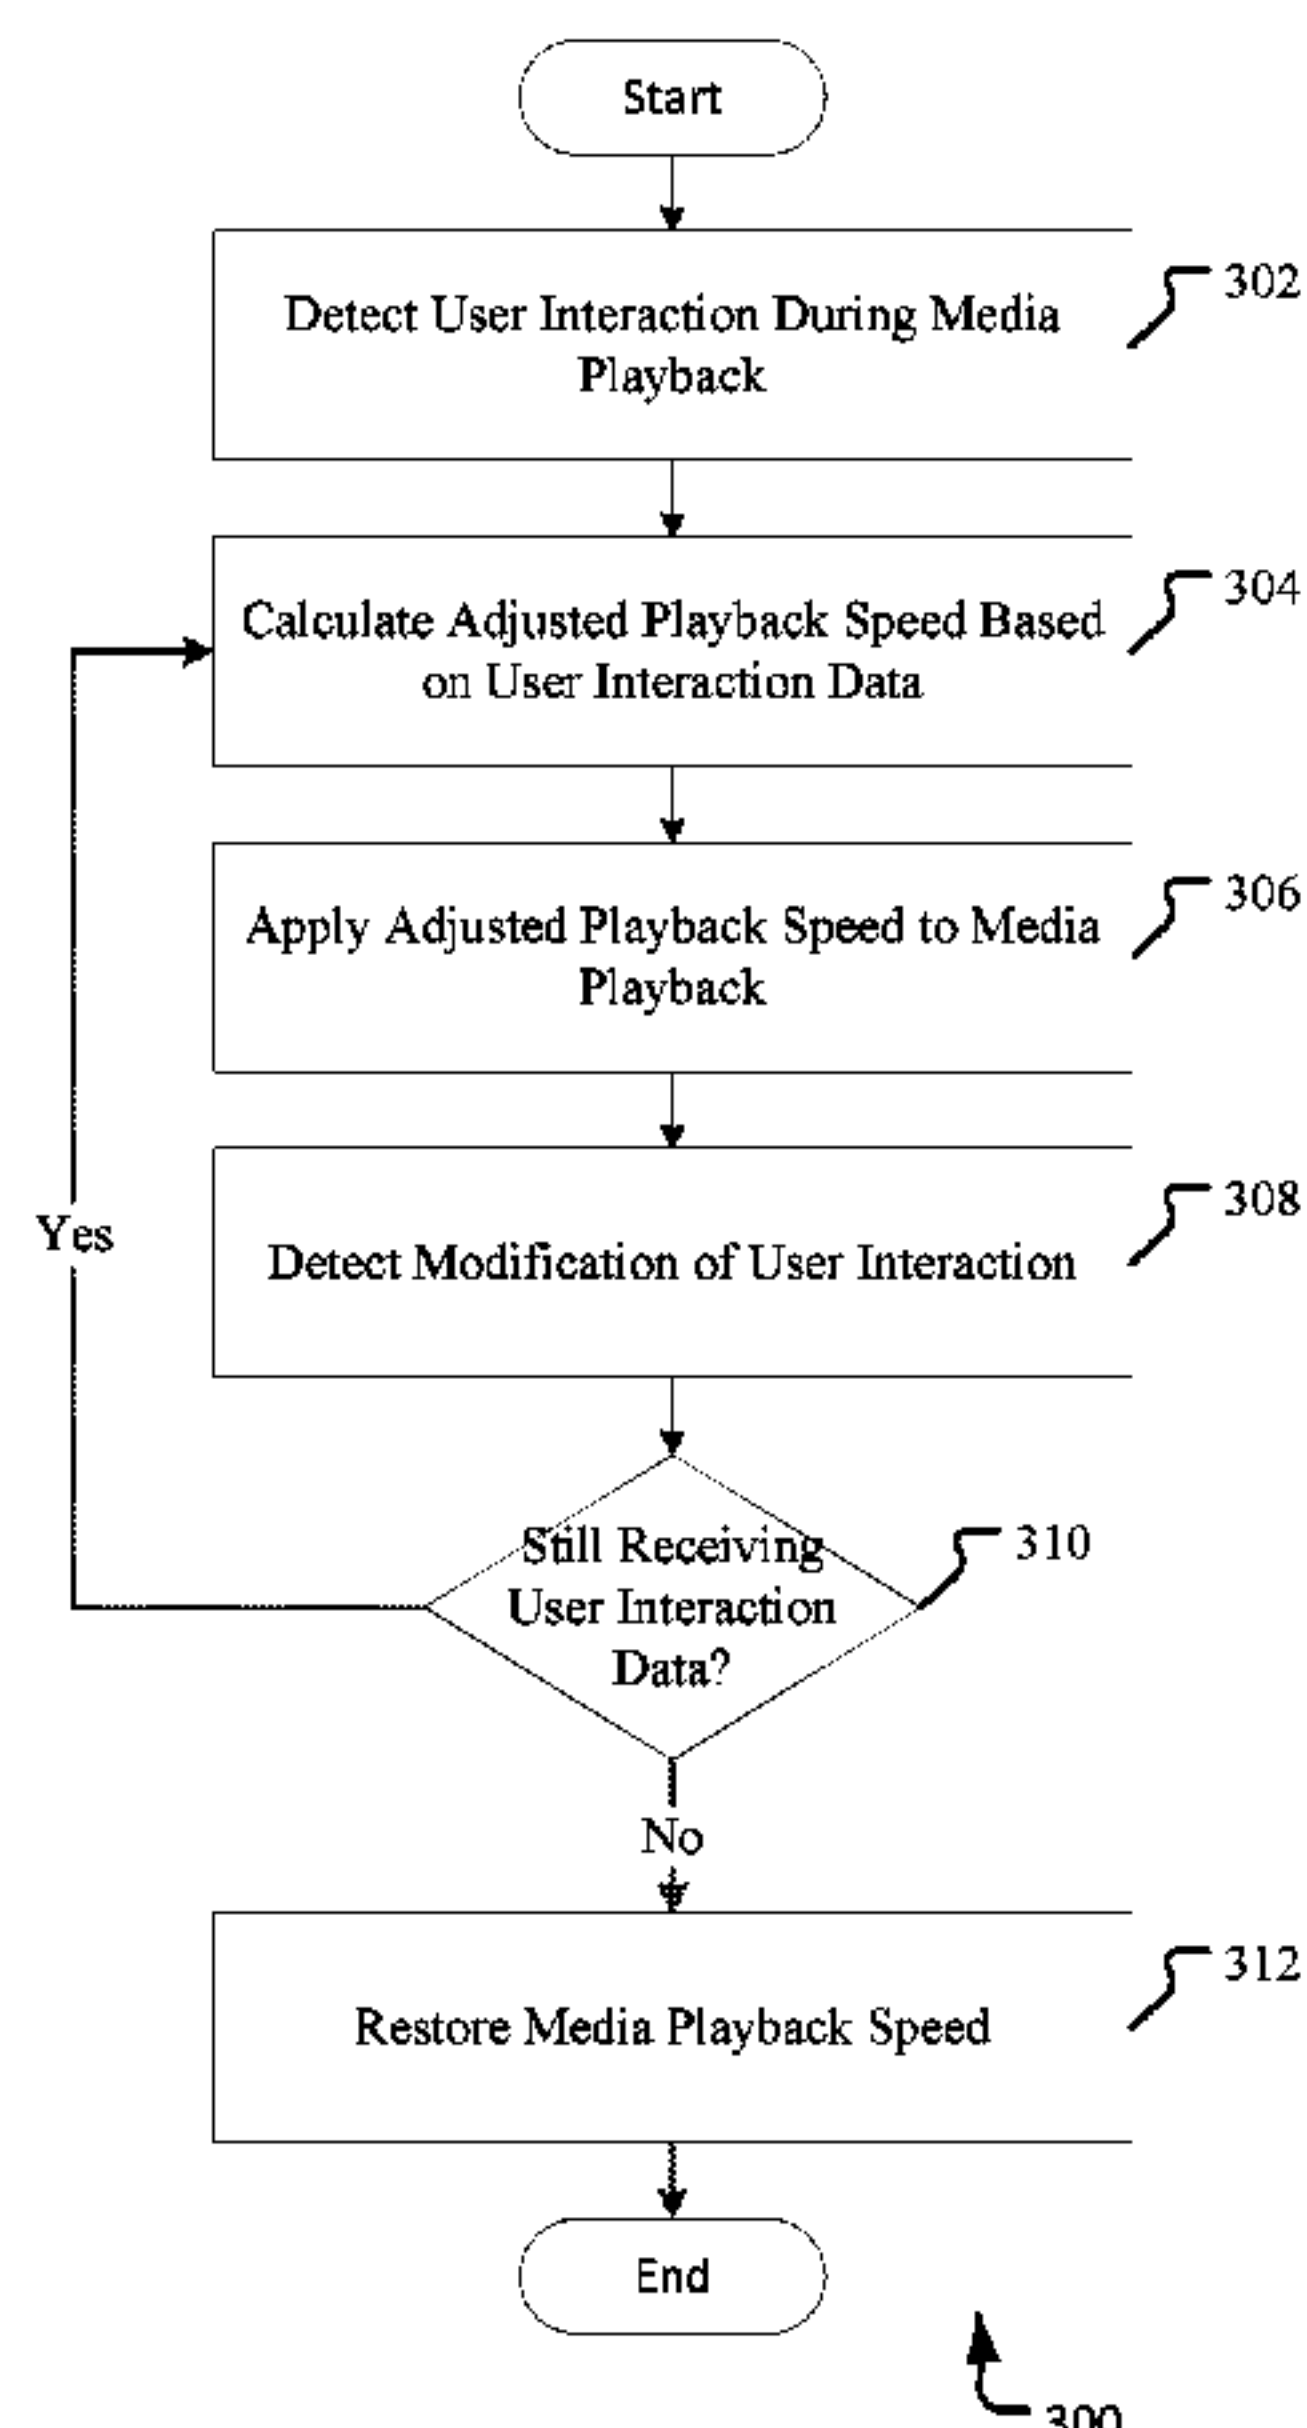 Start
Detect User Interaction During Media
Playback
302
Calculate Adjusted Playback Speed Based
on User Interaction Data
304
Apply Adjusted Playback Speed to Media
Playback
306
Detect Modification of User Interaction
308
Yes
Still Receiving
User Interaction
Data?
310
No
Restore Media Playback Speed
312
End
300